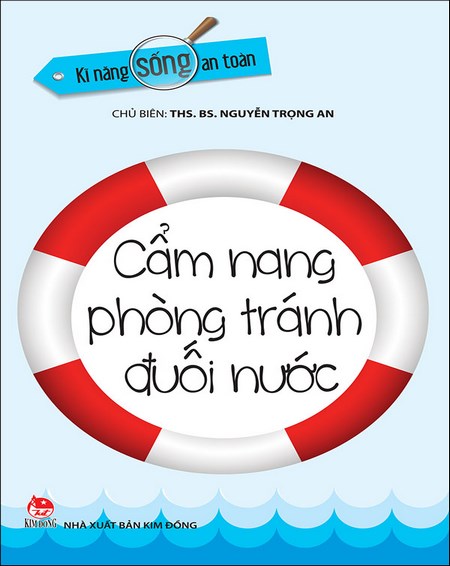 Kĩ năng sống an toàn
CHỦ BIÊN: THS. BS. NGUYỄN TRỌNG AN
Cẩm nang
phòng tránh
đuối nước
KIM ĐỒNG
NHÀ XUẤT BẢN KIM ĐỒNG